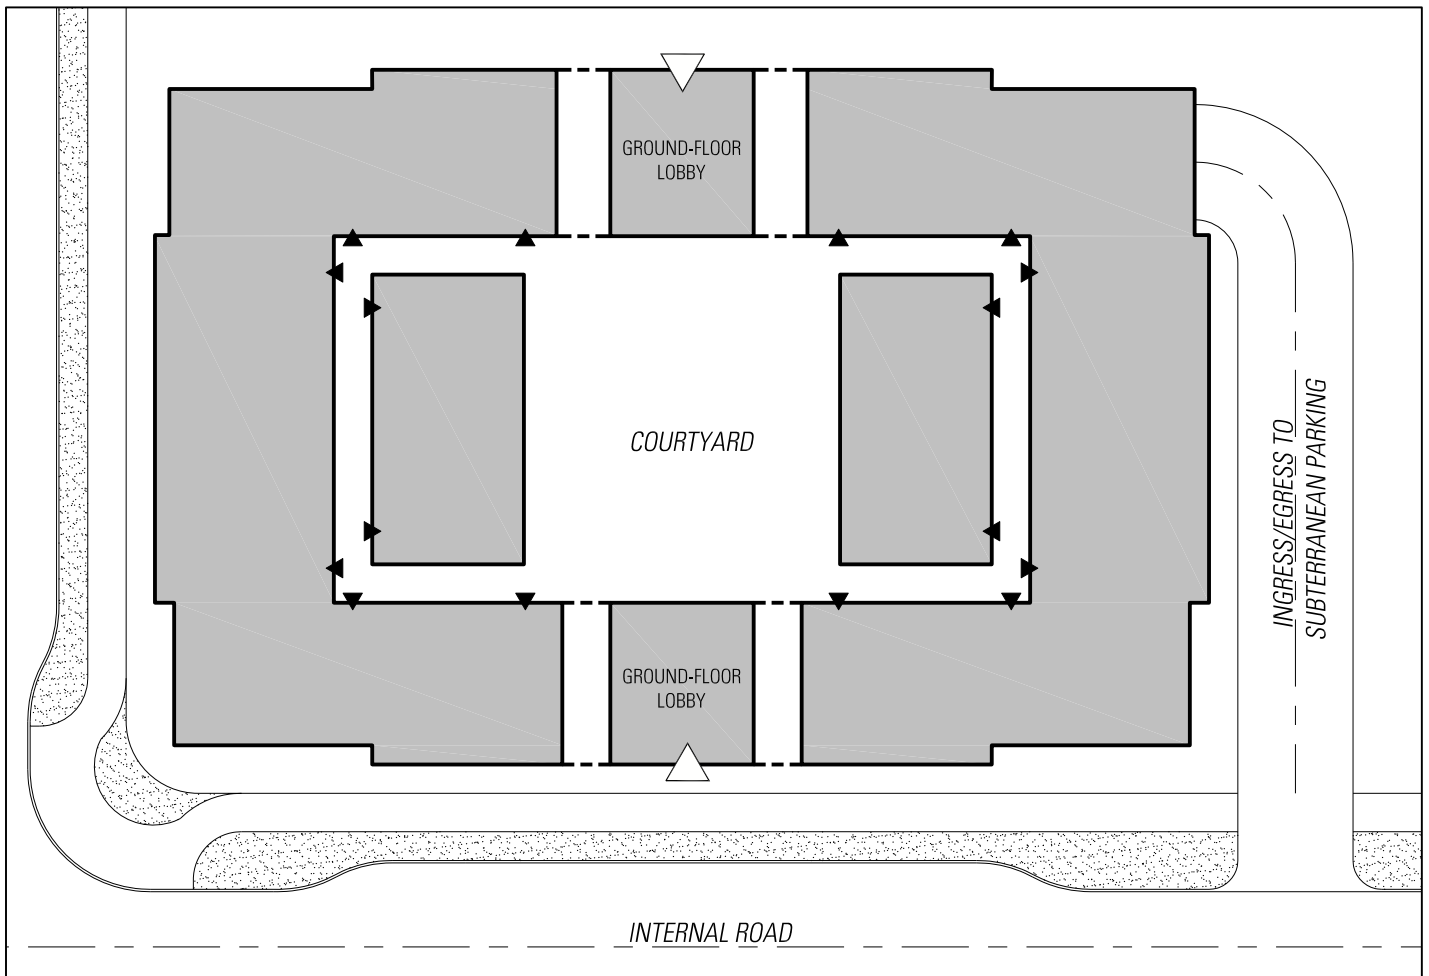 GROUND-FLOOR
LOBBY
COURTYARD
INGRESS/EGRESS TO
SUBTERRANEAN PARKING
GROUND-FLOOR
LOBBY
INTERNAL ROAD